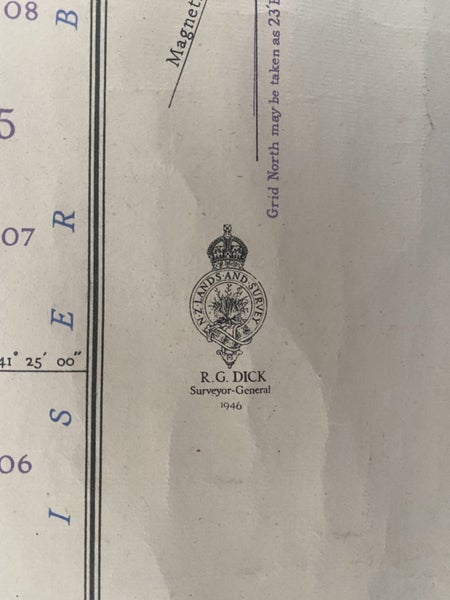 08
B
Magnet
Grid North may be taken as 23'E
5
07
R
E
41° 25' 00"
S
06
I
N·Z·LANDS·AND·SURVEY
R.G. DICK
Surveyor-General
1946